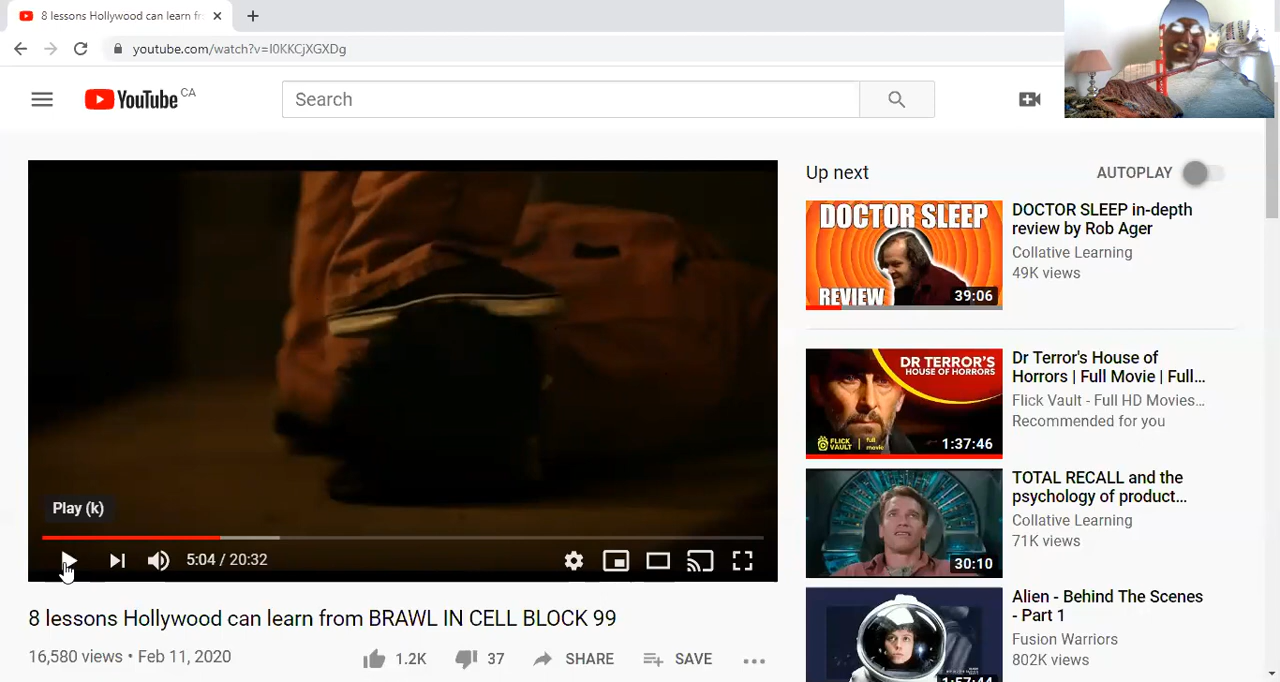 8 lessons Hollywood can learn fr
youtube.com/watch?v=I0KKCjXGXDg
YouTube CA
Search
Up next
AUTOPLAY
DOCTOR SLEEP
REVIEW
39:06
DOCTOR SLEEP in-depth
review by Rob Ager
Collative Learning
49K views
DR TERROR'S
HOUSE OF HORRORS
FLICK VAULT
full movie
1:37:46
Dr Terror's House of
Horrors | Full Movie | Full...
Flick Vault - Full HD Movies...
Recommended for you
30:10
TOTAL RECALL and the
psychology of product...
Collative Learning
71K views
1:57:44
Alien - Behind The Scenes
- Part 1
Fusion Warriors
802K views
Play (k)
5:04 / 20:32
8 lessons Hollywood can learn from BRAWL IN CELL BLOCK 99
16,580 views • Feb 11, 2020
1.2K
37
SHARE
SAVE